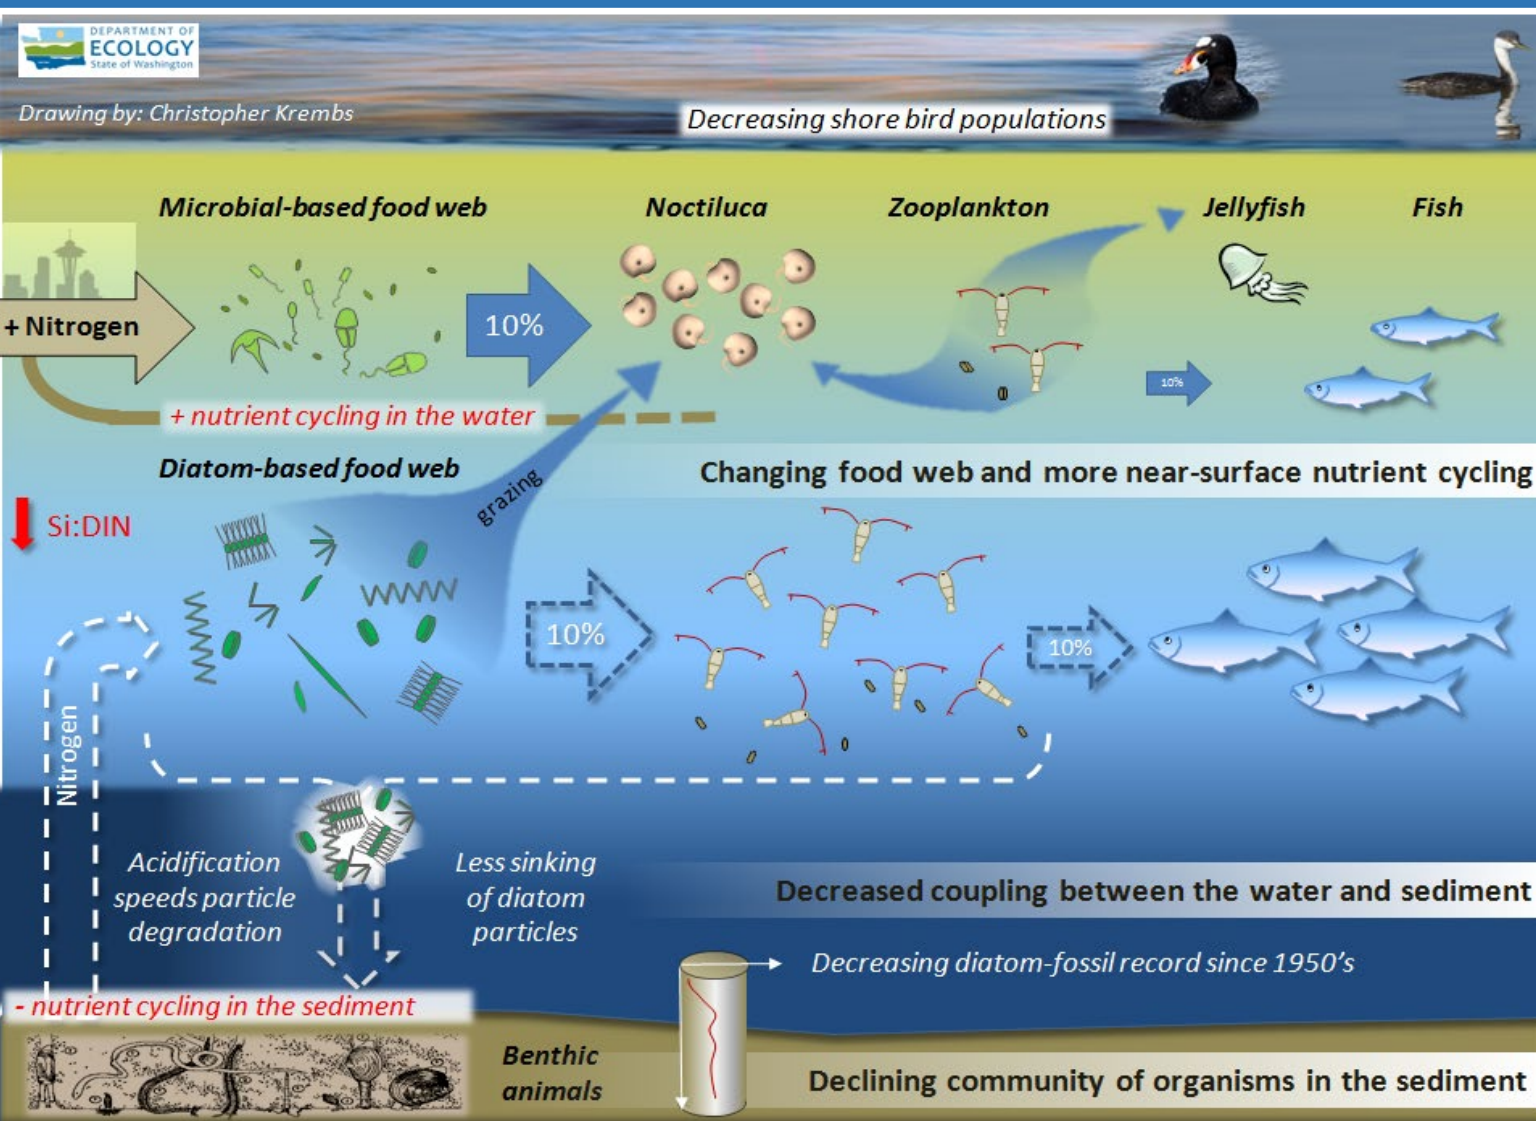 DEPARTMENT OF
ECOLOGY
State of Washington
Drawing by: Christopher Krembs
Decreasing shore bird populations
Microbial-based food web
Noctiluca
Zooplankton
Jellyfish
Fish
+ Nitrogen
10%
10%
+ nutrient cycling in the water
Diatom-based food web
grazing
Changing food web and more near-surface nutrient cycling
Si:DIN
10%
10%
Nitrogen
Acidification
speeds particle
degradation
Less sinking
of diatom
particles
Decreased coupling between the water and sediment
Decreasing diatom-fossil record since 1950's
- nutrient cycling in the sediment
Benthic
animals
Declining community of organisms in the sediment